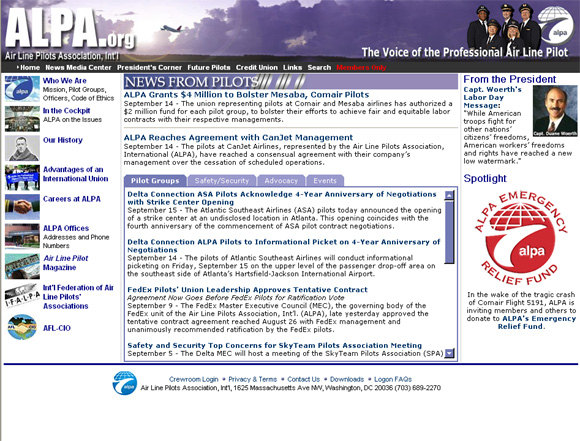 ALPA.org
Air Line Pilots Association, Int'l
The Voice of the Professional Air Line Pilot
Home News Media Center President's Corner Future Pilots Credit Union Links Search Members Only
Who We Are
Mission, Pilot Groups,
Officers, Code of Ethics
In the Cockpit
ALPA on the Issues
Our History
Advantages of an
International Union
Careers at ALPA
ALPA Offices
Addresses and Phone
Numbers
Air Line Pilot
Magazine
Int'l Federation of Air
Line Pilots'
Associations
AFL-CIO
NEWS FROM PILOTS
ALPA Grants $4 Million to Bolster Mesaba, Comair Pilots
September 14 - The union representing pilots at Comair and Mesaba airlines has authorized a
$2 million fund for each pilot group, to bolster their efforts to achieve fair and equitable labor
contracts with their respective managements.
ALPA Reaches Agreement with CanJet Management
September 14 - The pilots at CanJet Airlines, represented by the Air Line Pilots Association,
International (ALPA), have reached a consensual agreement with their company's
management over the cessation of scheduled operations.
Pilot Groups Safety/Security Advocacy Events
Delta Connection ASA Pilots Acknowledge 4-Year Anniversary of Negotiations
with Strike Center Opening
September 15 - The Atlantic Southeast Airlines (ASA) pilots today announced the opening
of a strike center at an undisclosed location in Atlanta. This opening coincides with the
fourth anniversary of the commencement of ASA pilot contract negotiations.
Delta Connection ALPA Pilots to Informational Picket on 4-Year Anniversary of
Negotiations
September 14 - The pilots of Atlantic Southeast Airlines will conduct informational
picketing on Friday, September 15 on the upper level of the passenger drop-off area on
the southeast side of Atlanta's Hartsfield-Jackson International Airport.
FedEx Pilots' Union Leadership Approves Tentative Contract
Agreement Now Goes Before FedEx Pilots for Ratification Vote
September 9 - The FedEx Master Executive Council (MEC), the governing body of the
FedEx unit of the Air Line Pilots Association, Int'l. (ALPA), late yesterday approved the
tentative contract agreement reached August 26 with FedEx management and
unanimously recommended ratification by the FedEx pilots.
Safety and Security Top Concerns for SkyTeam Pilots Association Meeting
September 5 - The Delta MEC will host a meeting of the SkyTeam Pilots Association (SPA)
From the President
Capt. Woerth's
Labor Day
Message:
"While American
troops fight for
other nations'
citizens' freedoms,
American workers' freedoms
and rights have reached a new
low watermark."
Capt. Duane Woerth
Spotlight
ALPA EMERGENCY
alpa
RELIEF FUND
In the wake of the tragic crash
of Comair Flight 5191, ALPA is
inviting members and others to
donate to ALPA's Emergency
Relief Fund.
Crewroom Login • Privacy & Terms • Contact Us • Downloads • Logon FAQs
Air Line Pilots Association, Int'l, 1625 Massachusetts Ave NW, Washington, DC 20036 (703) 689-2270